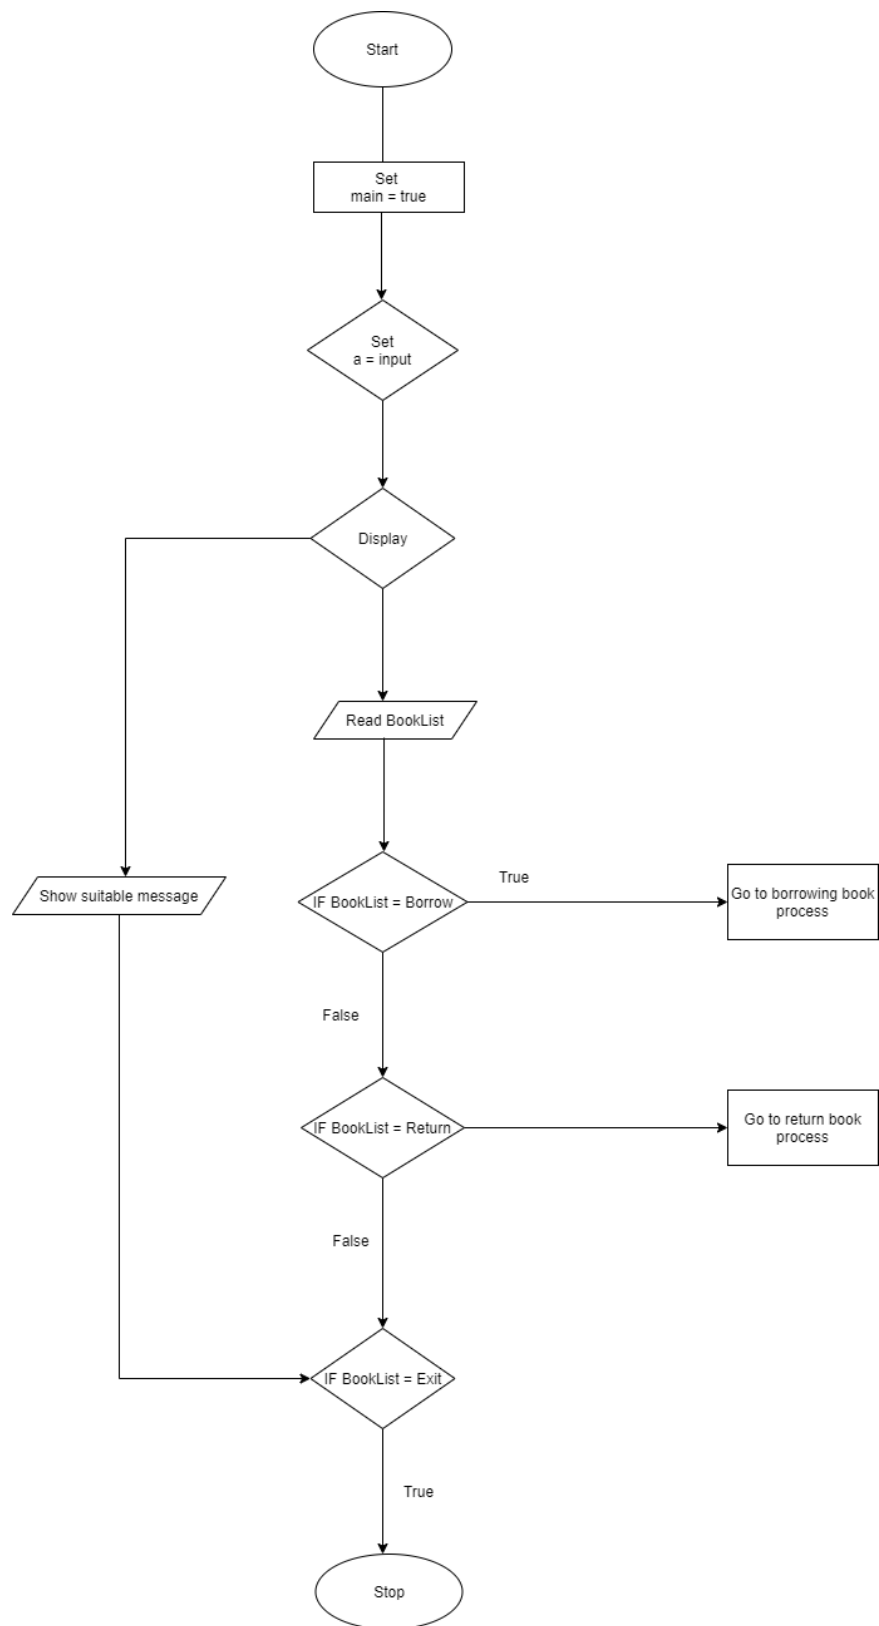 Start
Set
main = true
Set
a = input
Display
Read BookList
Show suitable message
IF BookList = Borrow
True
Go to borrowing book
process
False
IF BookList = Return
Go to return book
process
False
IF BookList = Exit
True
Stop